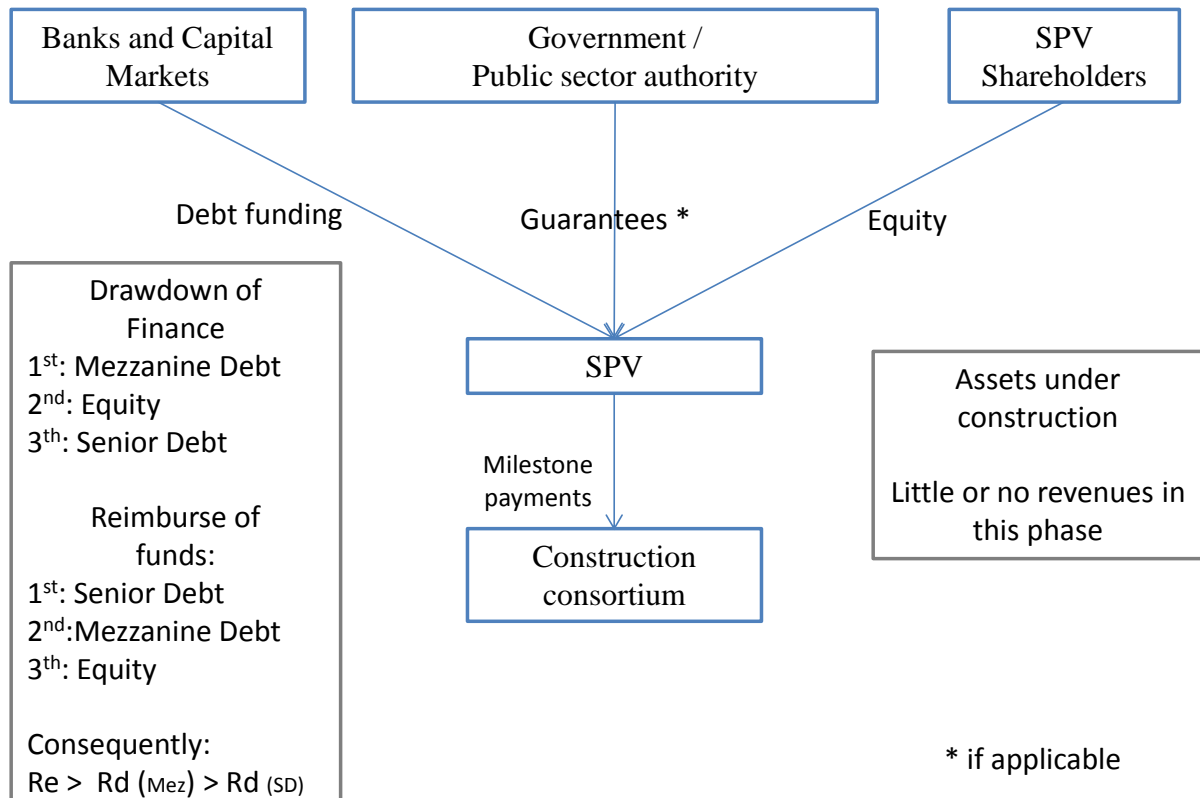 Banks and Capital
Markets
Government /
Public sector authority
SPV
Shareholders
Debt funding
Guarantees *
Equity
Drawdown of
Finance
1st: Mezzanine Debt
2nd: Equity
3th: Senior Debt
Reimburse of
funds:
1st: Senior Debt
2nd:Mezzanine Debt
3th: Equity
Consequently:
Re > Rd (Mez) > Rd (SD)
SPV
Milestone
payments
Construction
consortium
Assets under
construction
Little or no revenues in
this phase
* if applicable